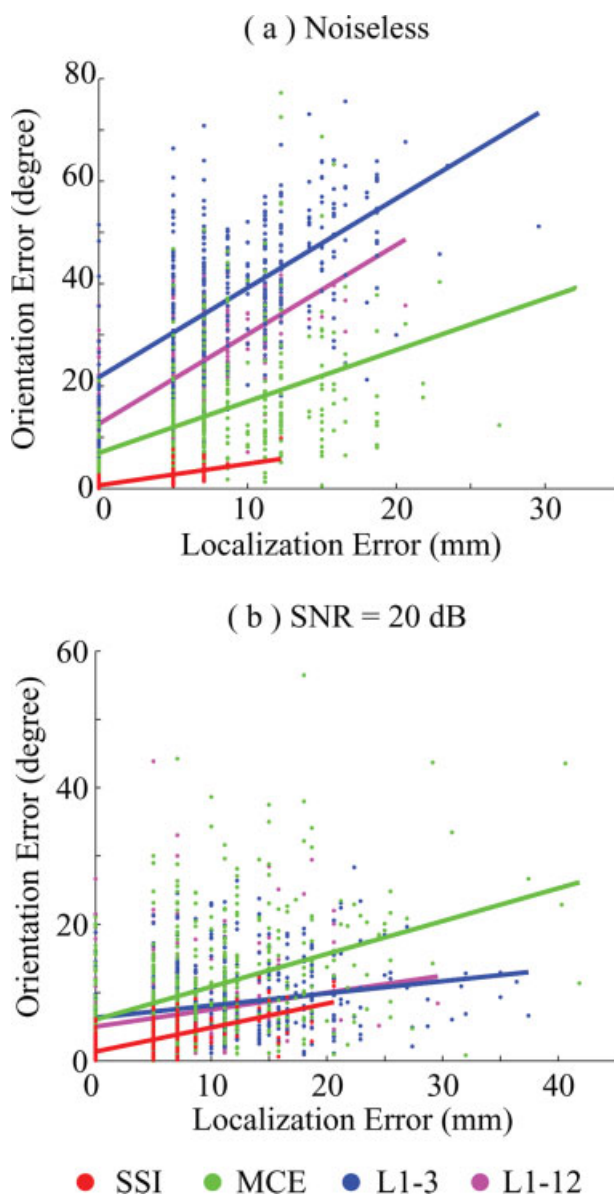 ( a ) Noiseless
80
60
40
20
0
Orientation Error (degree)
0 10 20 30
Localization Error (mm)
( b ) SNR = 20 dB
60
40
20
0
Orientation Error (degree)
0 10 20 30 40
Localization Error (mm)
SSI MCE L1-3 L1-12